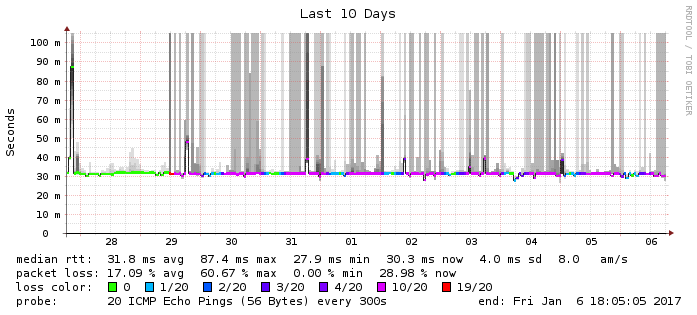 Last 10 Days
RRDTOOL / TOBI OETIKER
Seconds
100 m
90 m
80 m
70 m
60 m
50 m
40 m
30 m
20 m
10 m
0
28 29 30 31 01 02 03 04 05 06
median rtt: 31.8 ms avg 87.4 ms max 27.9 ms min 30.3 ms now 4.0 ms sd 8.0 am/s
packet loss: 17.09 % avg 60.67 % max 0.00 % min 28.98 % now
loss color: 0 1/20 2/20 3/20 4/20 10/20 19/20
probe: 20 ICMP Echo Pings (56 Bytes) every 300s end: Fri Jan 6 18:05:05 2017